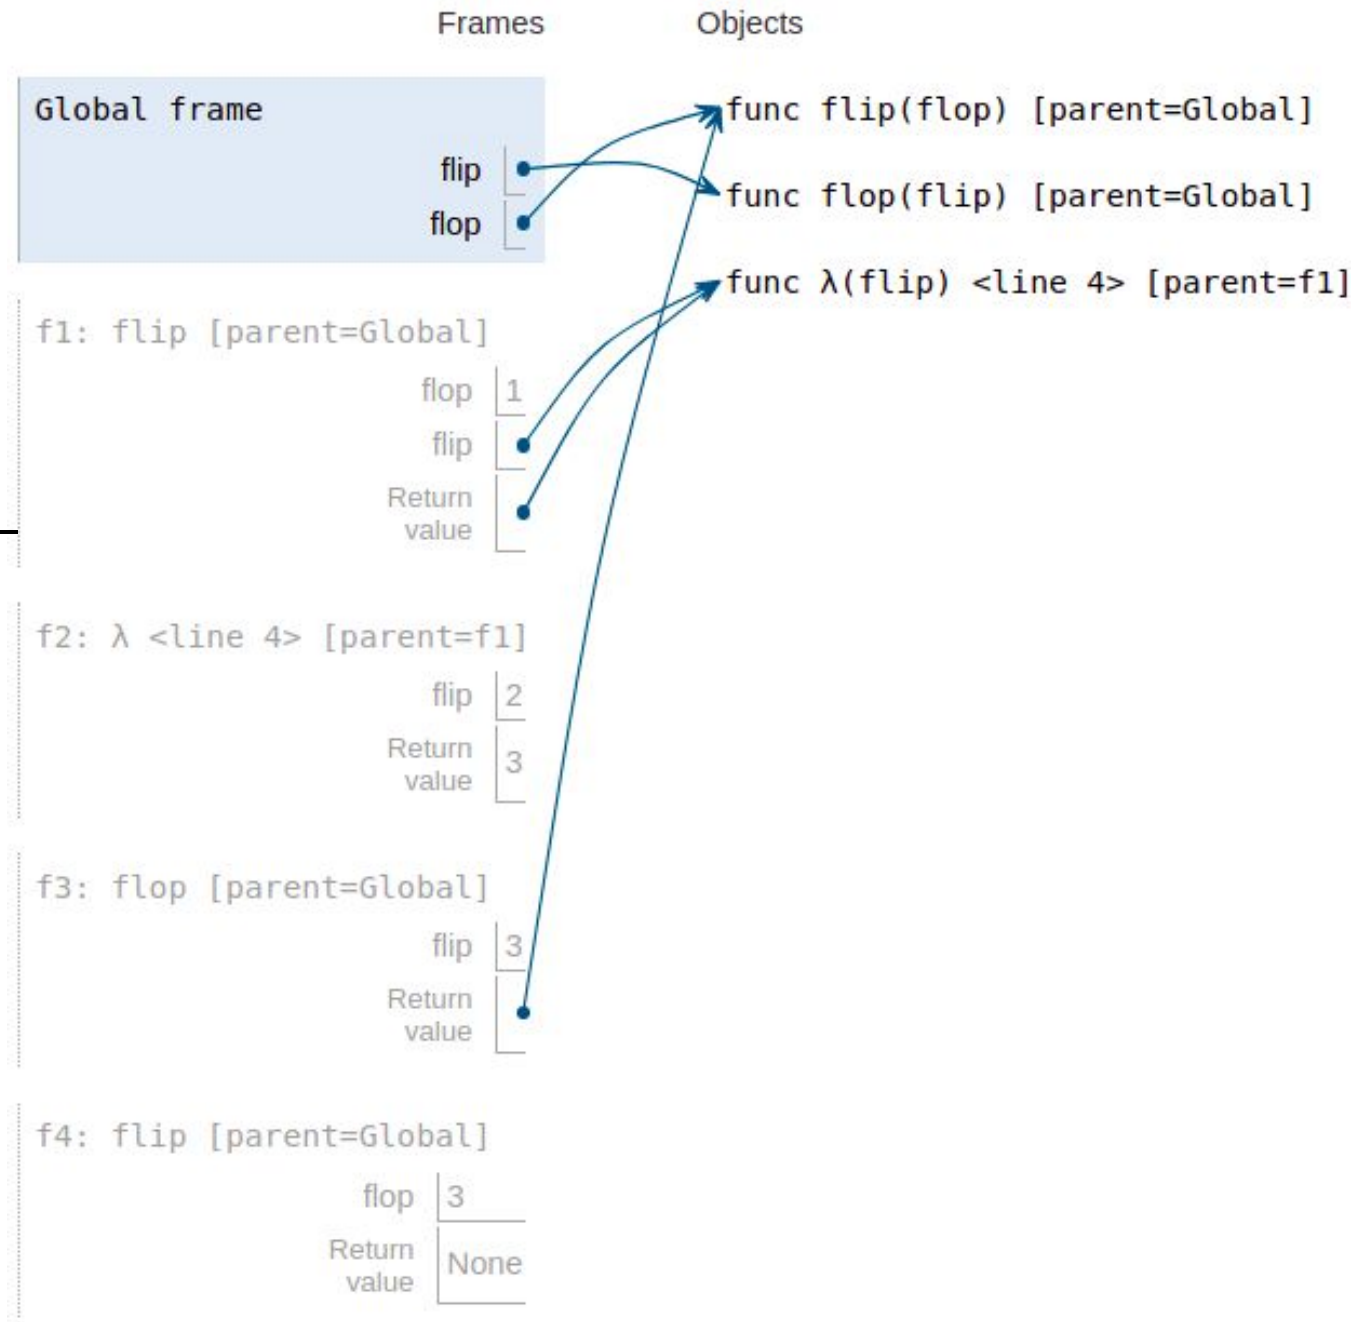 Frames Objects
Global frame
flip
flop
func flip(flop) [parent=Global]
func flop(flip) [parent=Global]
func λ(flip) <line 4> [parent=f1]
f1: flip [parent=Global]
flop 1
flip
Return
value
f2: λ <line 4> [parent=f1]
flip 2
Return
value 3
f3: flop [parent=Global]
flip 3
Return
value
f4: flip [parent=Global]
flop 3
Return
value None